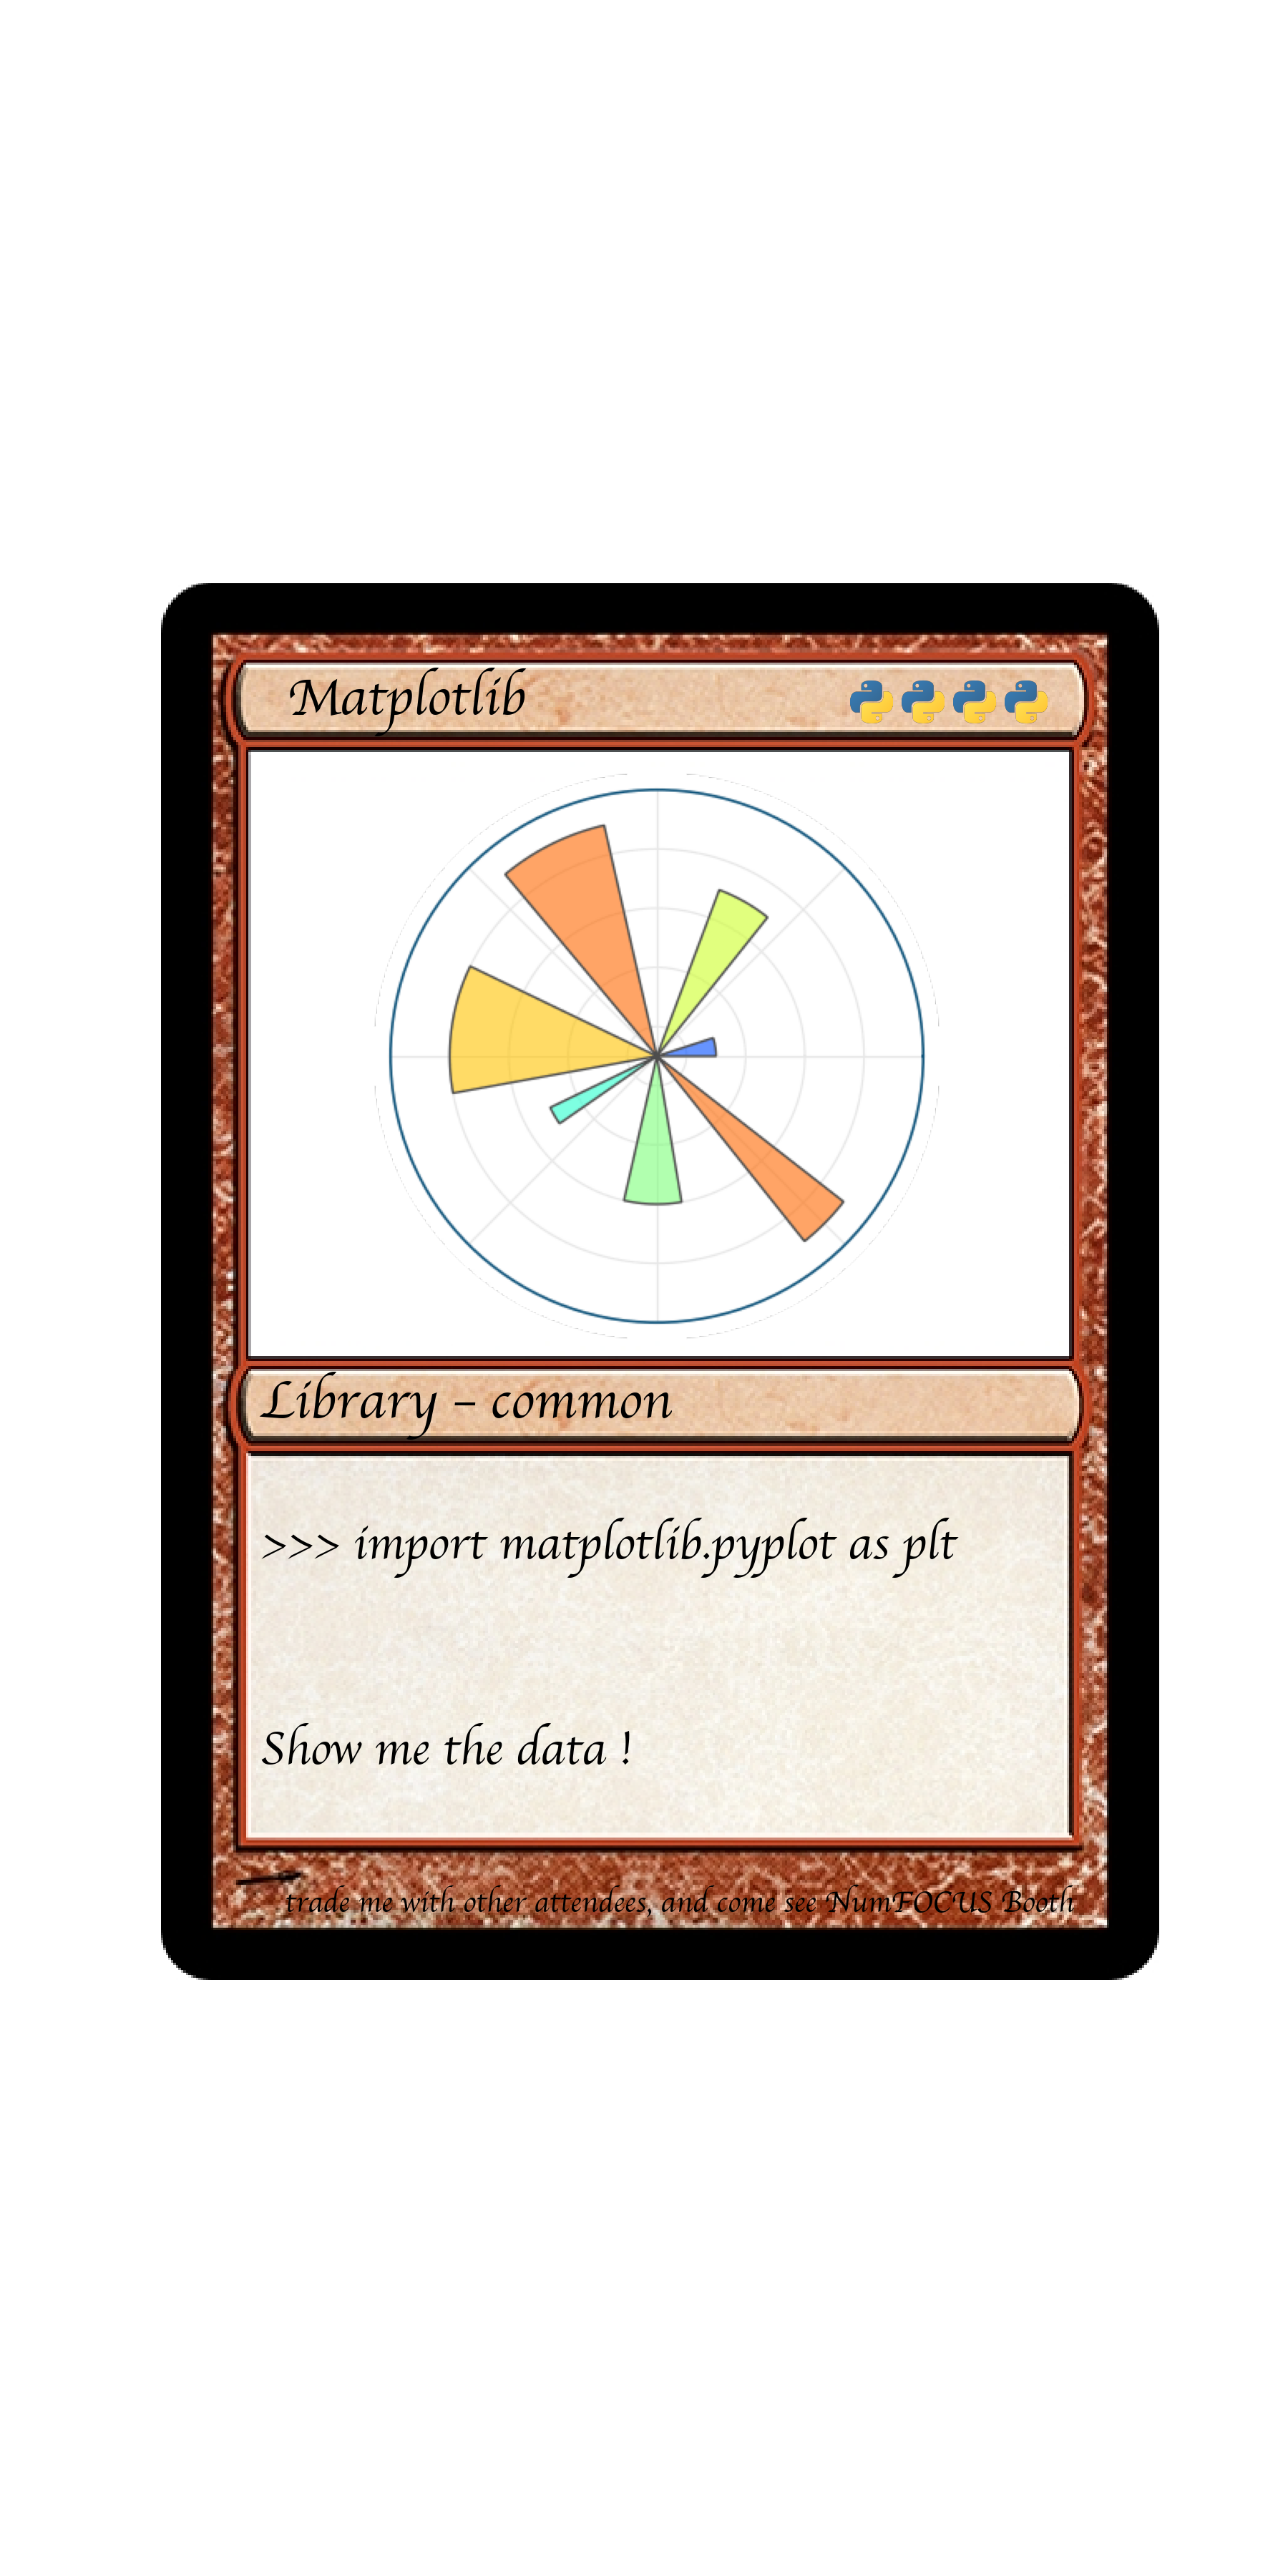 Matplotlib
Library – common
>>> import matplotlib.pyplot as plt
Show me the data !
trade me with other attendees, and come see NumFOCUS Booth